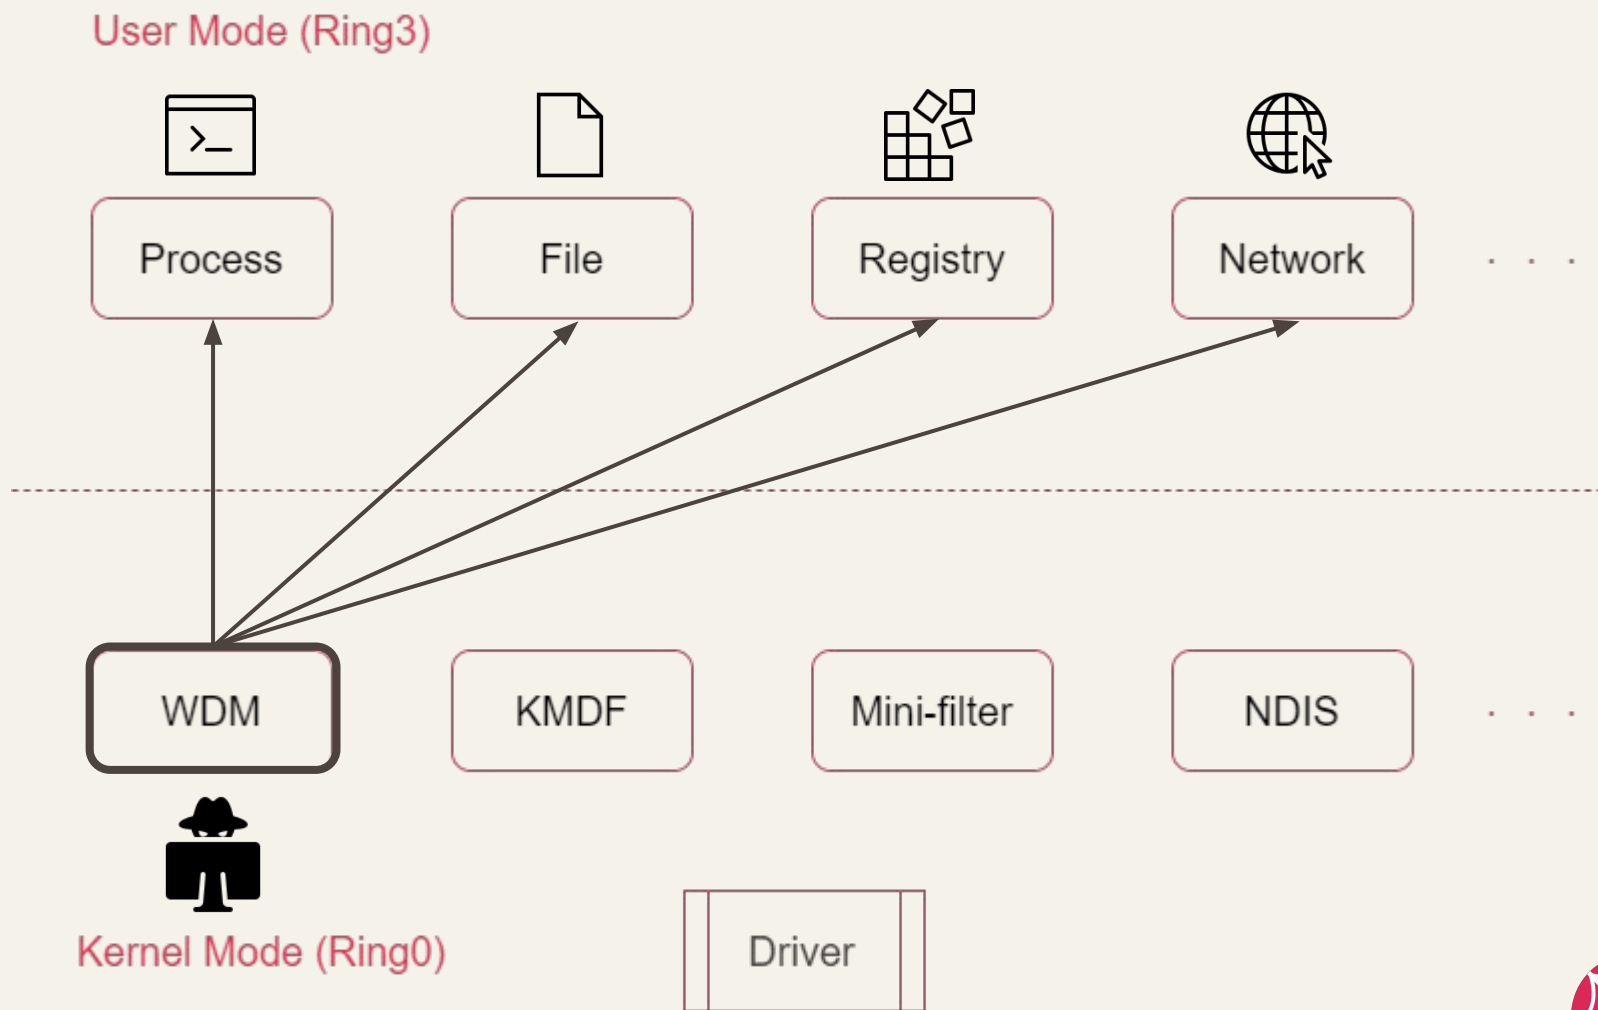 User Mode (Ring3)
Process
File
Registry
Network
. . .
WDM
KMDF
Mini-filter
NDIS
. . .
Kernel Mode (Ring0)
Driver